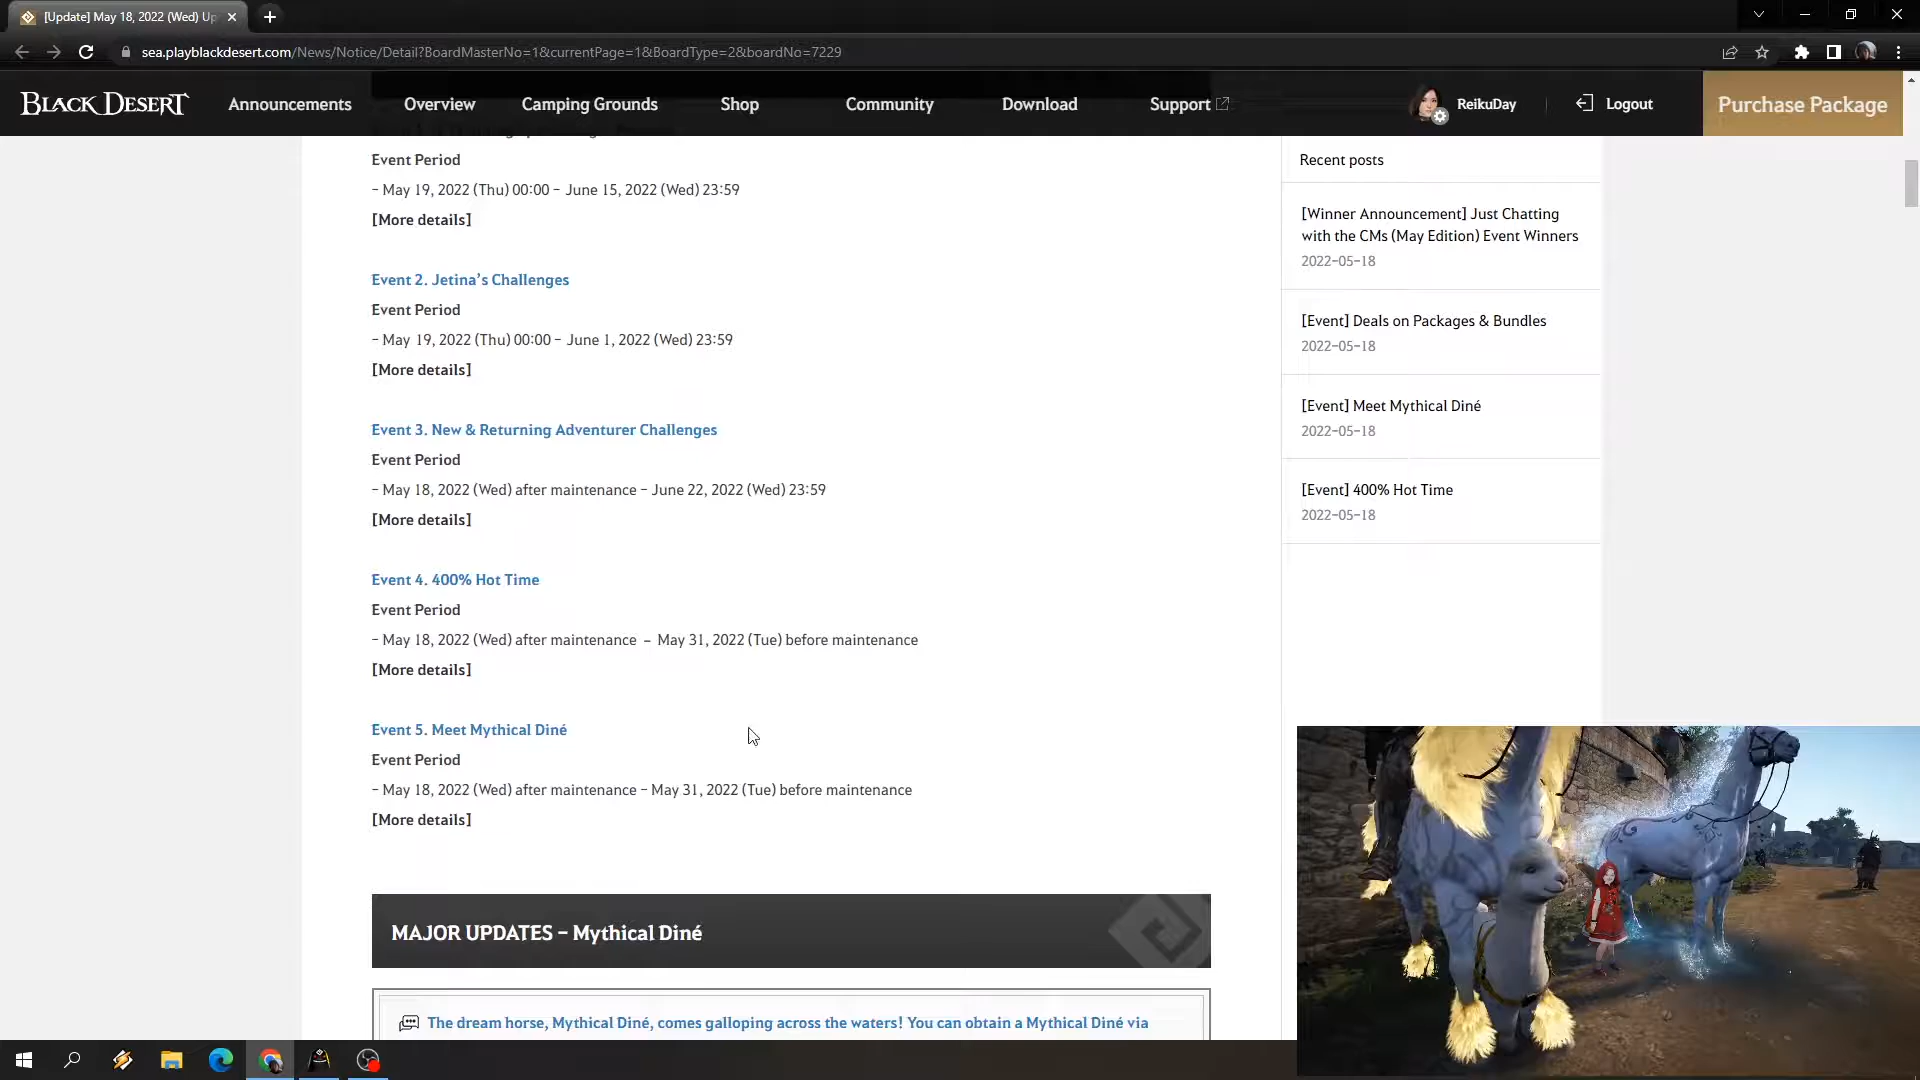 [Update] May 18, 2022 (Wed) Up
sea.playblackdesert.com/News/Notice/Detail?BoardMasterNo=1&currentPage=1&BoardType=2&boardNo=7229
BLACK DESERT
Announcements
Overview
Camping Grounds
Shop
Community
Download
Support
ReikuDay
Logout
Purchase Package
Event Period
- May 19, 2022 (Thu) 00:00 - June 15, 2022 (Wed) 23:59
[More details]
Event 2. Jetina's Challenges
Event Period
- May 19, 2022 (Thu) 00:00 - June 1, 2022 (Wed) 23:59
[More details]
Event 3. New & Returning Adventurer Challenges
Event Period
- May 18, 2022 (Wed) after maintenance - June 22, 2022 (Wed) 23:59
[More details]
Event 4. 400% Hot Time
Event Period
- May 18, 2022 (Wed) after maintenance – May 31, 2022 (Tue) before maintenance
[More details]
Event 5. Meet Mythical Diné
Event Period
- May 18, 2022 (Wed) after maintenance - May 31, 2022 (Tue) before maintenance
[More details]
MAJOR UPDATES - Mythical Diné
The dream horse, Mythical Diné, comes galloping across the waters! You can obtain a Mythical Diné via
Recent posts
[Winner Announcement] Just Chatting
with the CMs (May Edition) Event Winners
2022-05-18
[Event] Deals on Packages & Bundles
2022-05-18
[Event] Meet Mythical Diné
2022-05-18
[Event] 400% Hot Time
2022-05-18